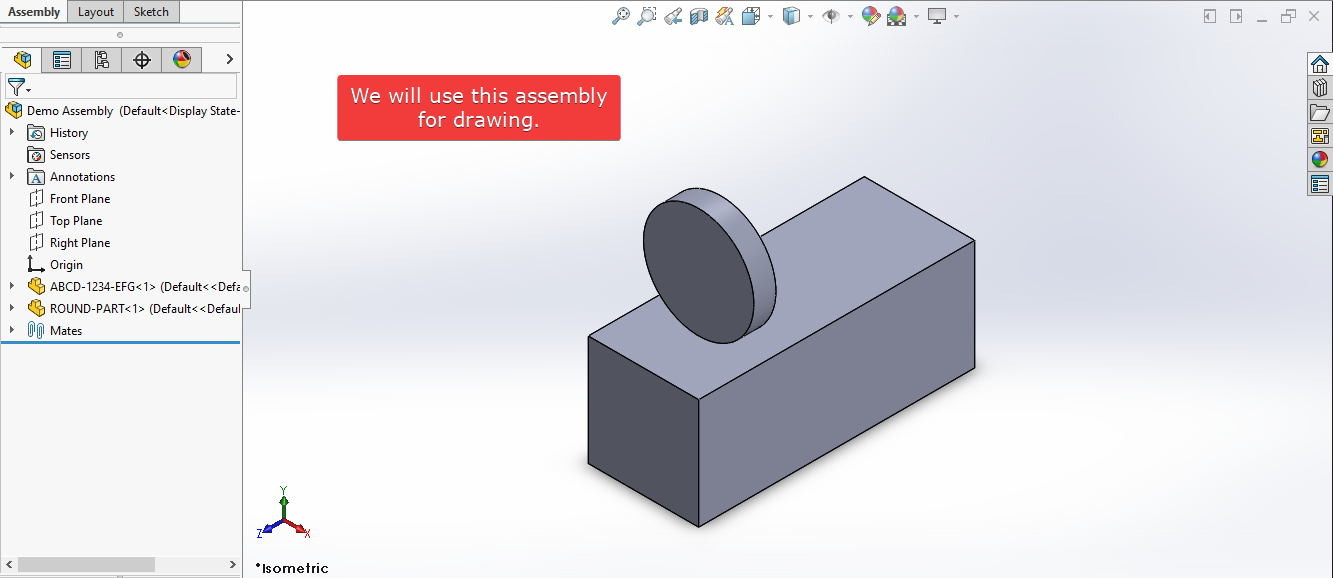 Assembly Layout Sketch
Demo Assembly (Default<Display State-
History
Sensors
A Annotations
Front Plane
Top Plane
Right Plane
Origin
ABCD-1234-EFG<1> (Default<<Defa
ROUND-PART<1> (Default<<Defaul
Mates
We will use this assembly
for drawing.
Y
Z X
*Isometric